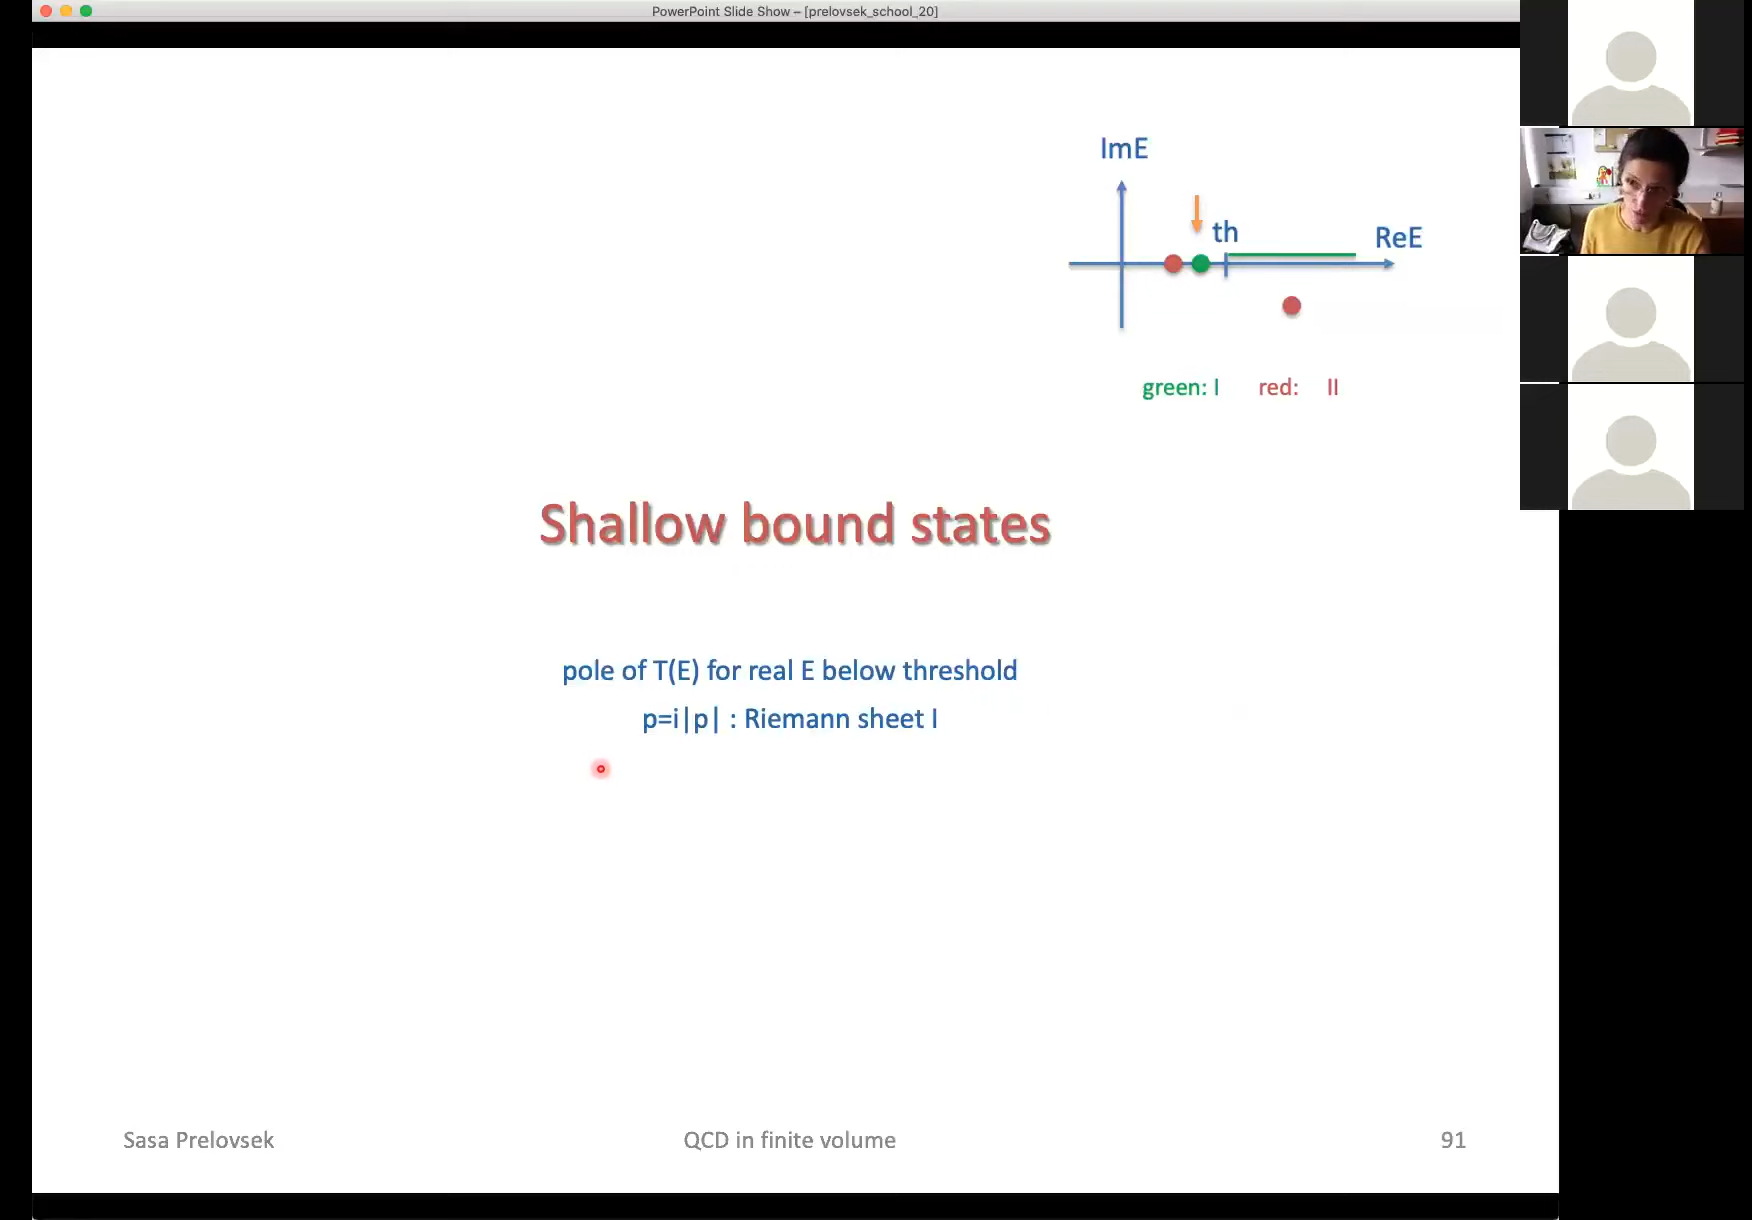 PowerPoint Slide Show – [prelovsek_school_20]
ImE
th
ReE
green: I red: II
Shallow bound states
pole of T(E) for real E below threshold
p=i|p| : Riemann sheet I
Sasa Prelovsek
QCD in finite volume
91